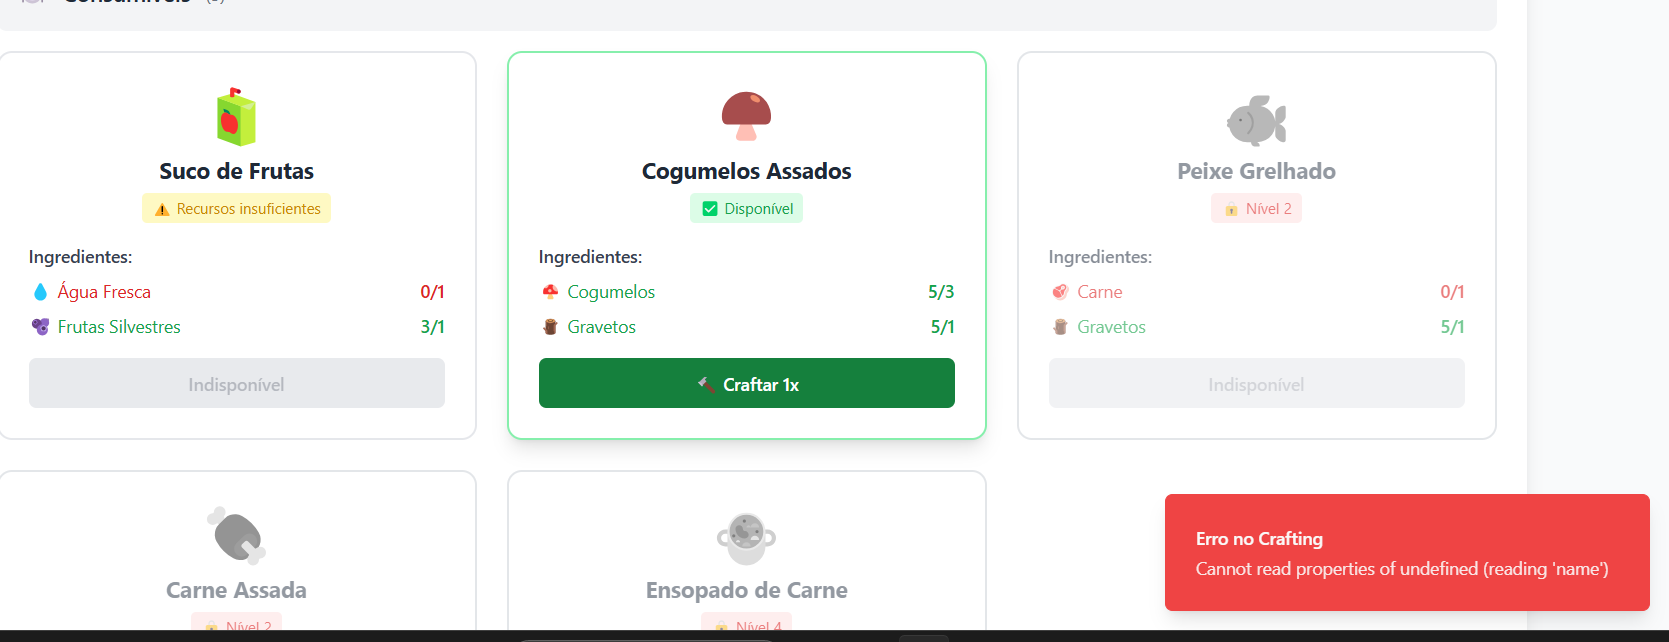 Suco de Frutas
Recursos insuficientes
Ingredientes:
Água Fresca 0/1
Frutas Silvestres 3/1
Indisponível
Cogumelos Assados
Disponível
Ingredientes:
Cogumelos 5/3
Gravetos 5/1
Craftar 1x
Peixe Grelhado
Nível 2
Ingredientes:
Carne 0/1
Gravetos 5/1
Indisponível
Carne Assada
Nível 2
Ensopado de Carne
Nível 4
Erro no Crafting
Cannot read properties of undefined (reading 'name')